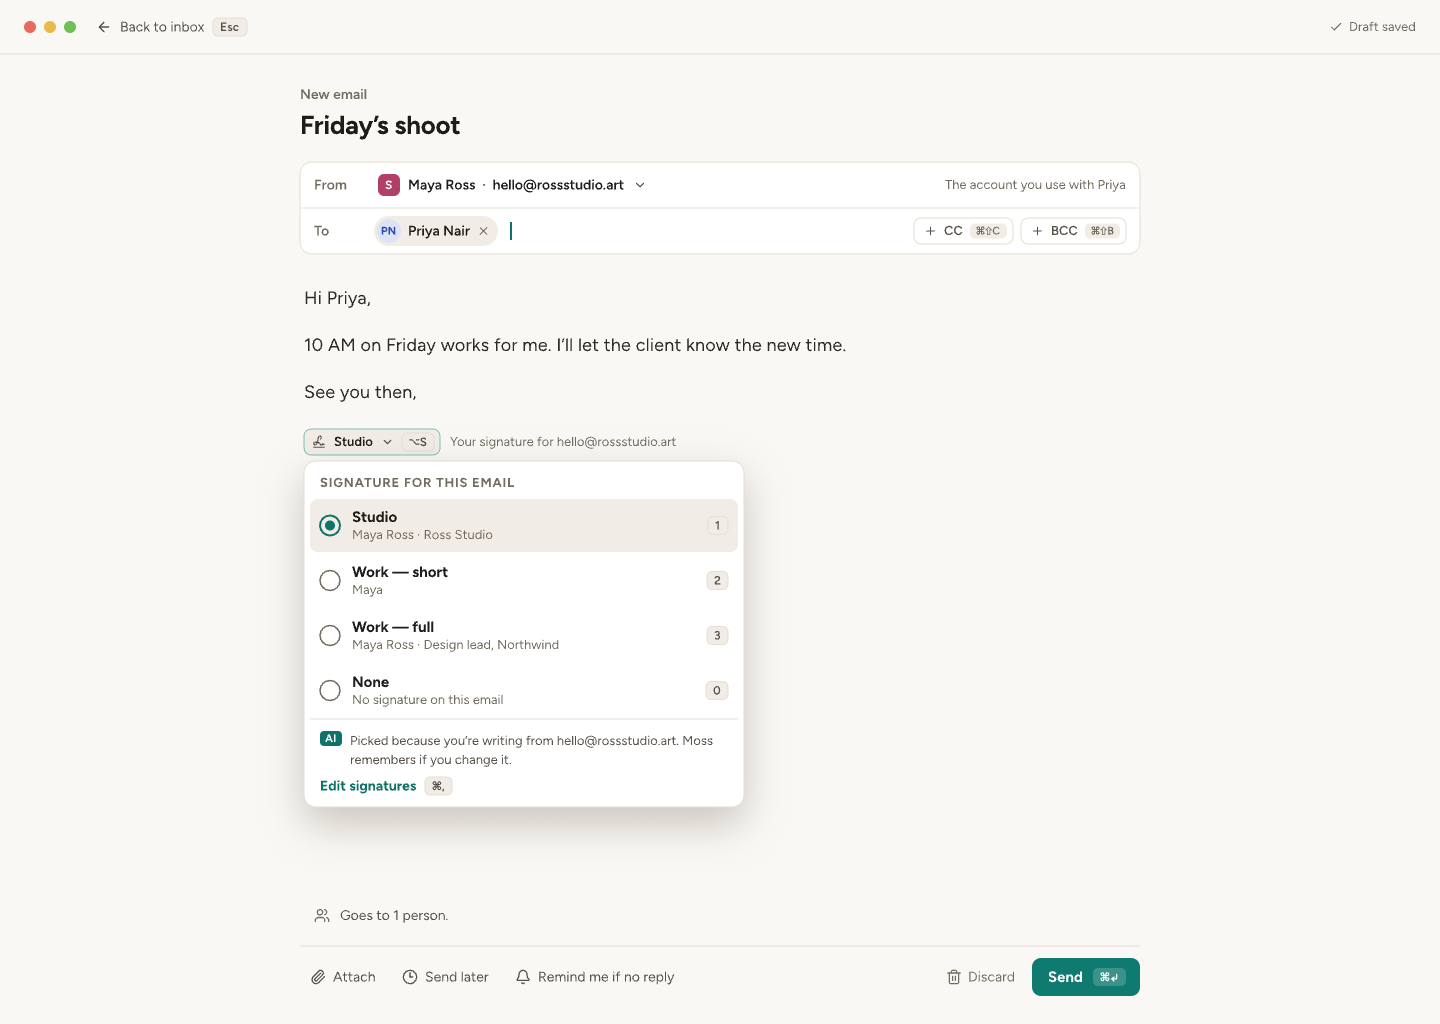 Back to inbox Esc
Draft saved
New email
Friday’s shoot
From S Maya Ross · hello@rossstudio.art The account you use with Priya
To PN Priya Nair CC ⌘⇧C BCC ⌘⇧B
Hi Priya,
10 AM on Friday works for me. I’ll let the client know the new time.
See you then,
Studio ⌥S Your signature for hello@rossstudio.art
SIGNATURE FOR THIS EMAIL
Studio
Maya Ross · Ross Studio
1
Work — short
Maya
2
Work — full
Maya Ross · Design lead, Northwind
3
None
No signature on this email
0
AI Picked because you’re writing from hello@rossstudio.art. Moss
remembers if you change it.
Edit signatures ⌘,
Goes to 1 person.
Attach Send later Remind me if no reply Discard Send ⌘↵